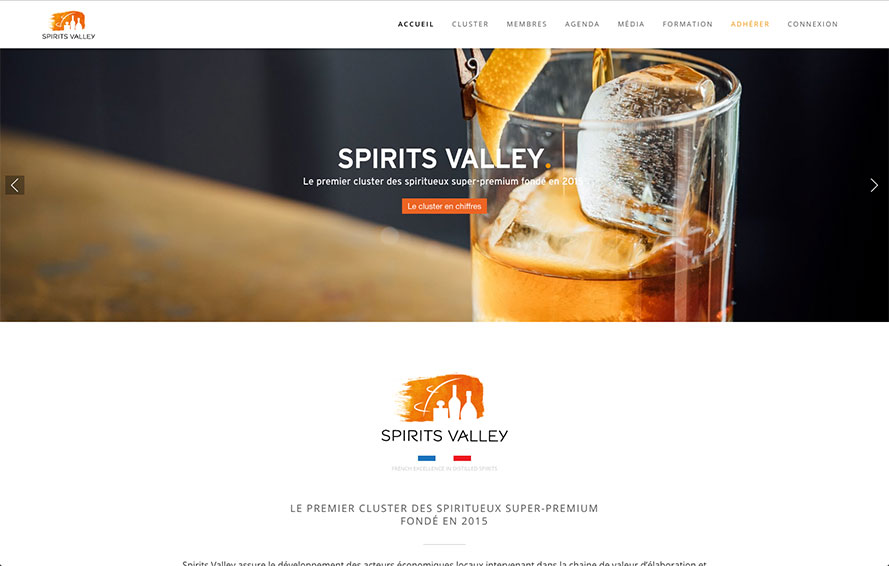 SPIRITS VALLEY
ACCUEIL CLUSTER MEMBRES AGENDA MÉDIA FORMATION ADHÉRER CONNEXION
SPIRITS VALLEY.
Le premier cluster des spiritueux super-premium fondé en 2015
Le cluster en chiffres
SPIRITS VALLEY
FRENCH EXCELLENCE IN DISTILLED SPIRITS
LE PREMIER CLUSTER DES SPIRITUEUX SUPER-PREMIUM
FONDÉ EN 2015
Spirits Valley assure le développement des acteurs économiques locaux intervenant dans la chaine de valeur d'élaboration et